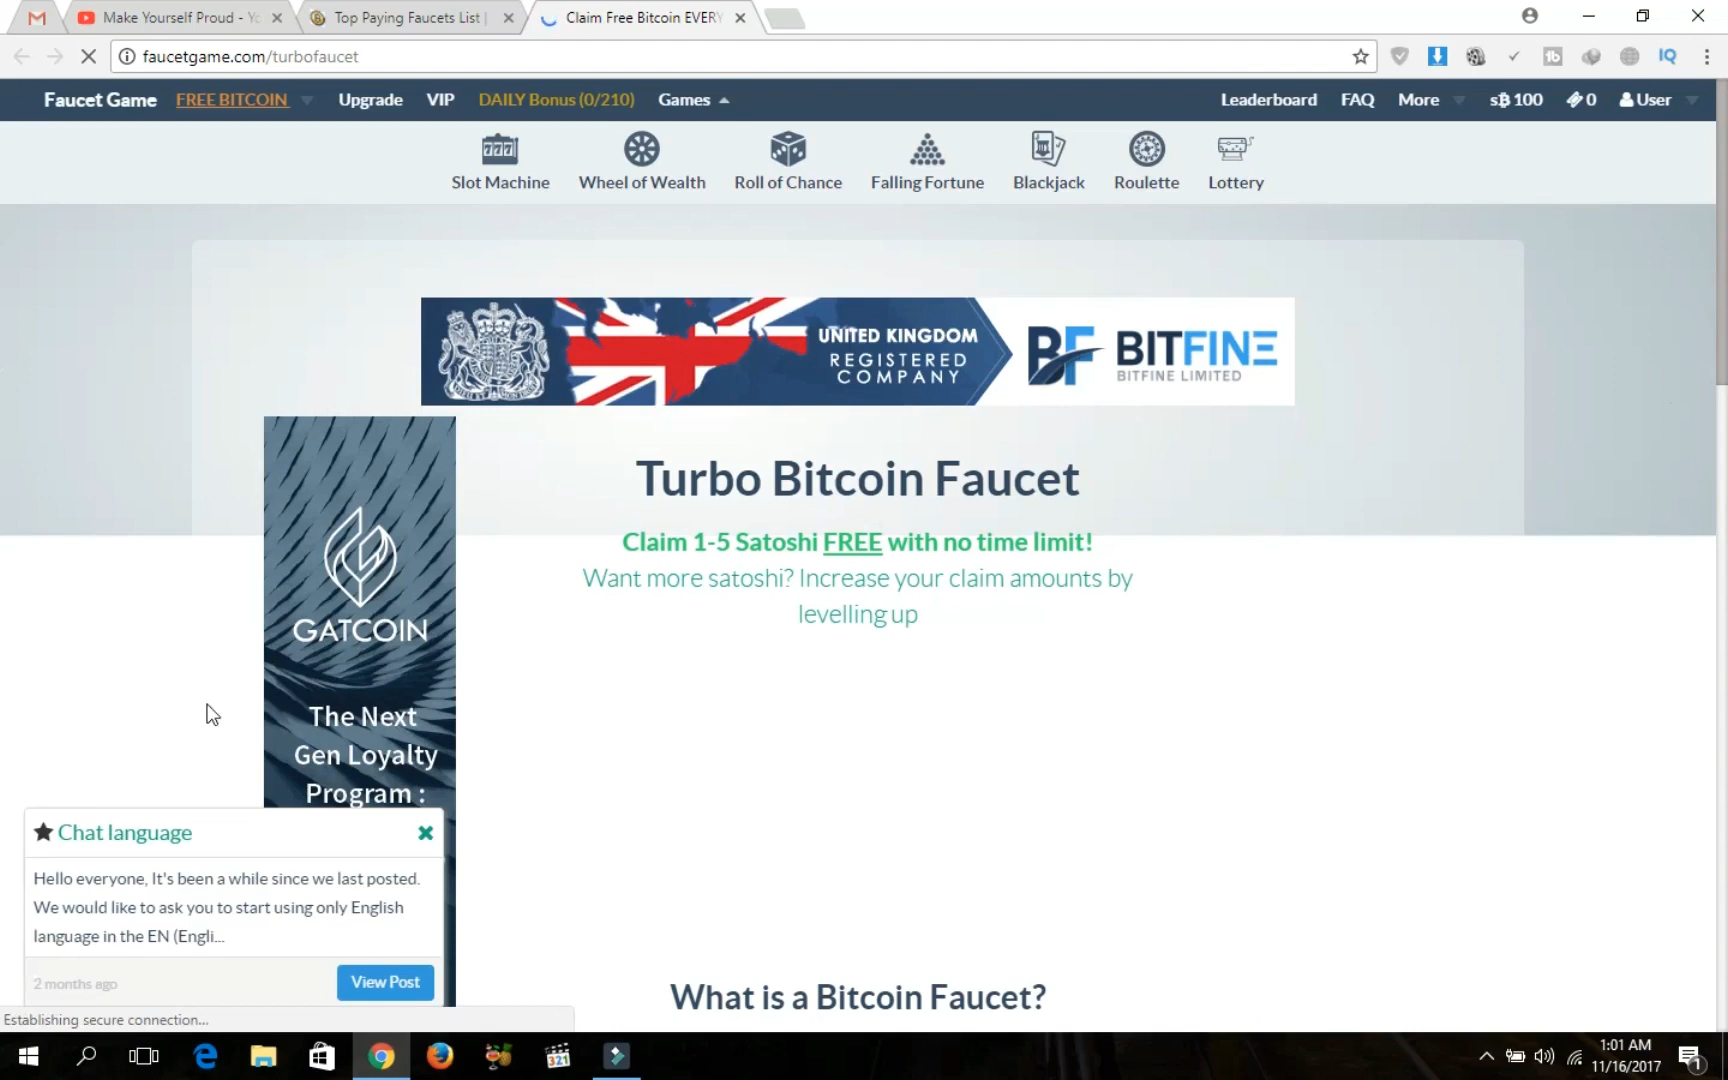 Make Yourself Proud - Yo
Top Paying Faucets List |
Claim Free Bitcoin EVERY
faucetgame.com/turbofaucet
IQ
Faucet Game
FREE BITCOIN
Upgrade
VIP
DAILY Bonus (0/210)
Games
Leaderboard
FAQ
More
s₿ 100
0
User
Slot Machine
Wheel of Wealth
Roll of Chance
Falling Fortune
Blackjack
Roulette
Lottery
UNITED KINGDOM
REGISTERED
COMPANY
BF
BITFINE
BITFINE LIMITED
Turbo Bitcoin Faucet
Claim 1-5 Satoshi FREE with no time limit!
Want more satoshi? Increase your claim amounts by
levelling up
GATCOIN
The Next
Gen Loyalty
Program :
Chat language
Hello everyone, It's been a while since we last posted.
We would like to ask you to start using only English
language in the EN (Engli...
2 months ago
View Post
What is a Bitcoin Faucet?
Establishing secure connection...
321
1:01 AM
11/16/2017
1